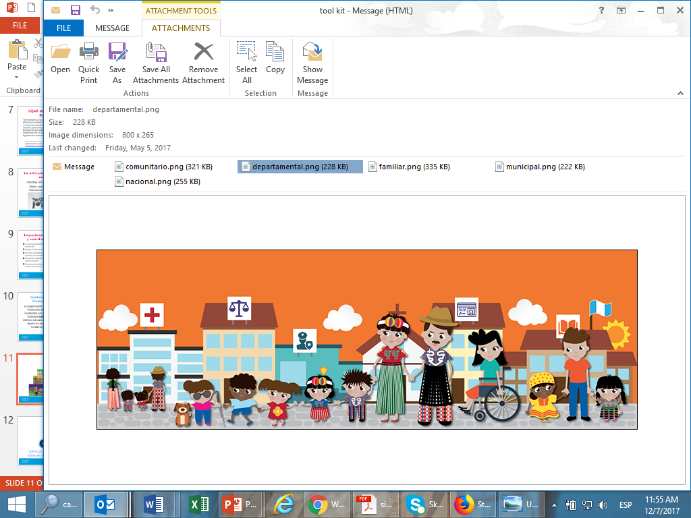 ATTACHMENT TOOLS
tool kit - Message (HTML)
FILE
FILE
MESSAGE
ATTACHMENTS
Paste
Open
Quick Print
Save As
Save All Attachments
Remove Attachment
Select All
Copy
Show Message
Clipboard
Actions
Selection
Message
File name: departamental.png
Size: 228 KB
Image dimensions: 800 x 265
Last changed: Friday, May 5, 2017
Message
comunitario.png (321 KB)
departamental.png (228 KB)
familiar.png (335 KB)
municipal.png (222 KB)
nacional.png (255 KB)
7
8
9
10
11
12
SLIDE 11 O
ca...
P...
W...
si...
Sk...
St...
U...
ESP
11:55 AM
12/7/2017